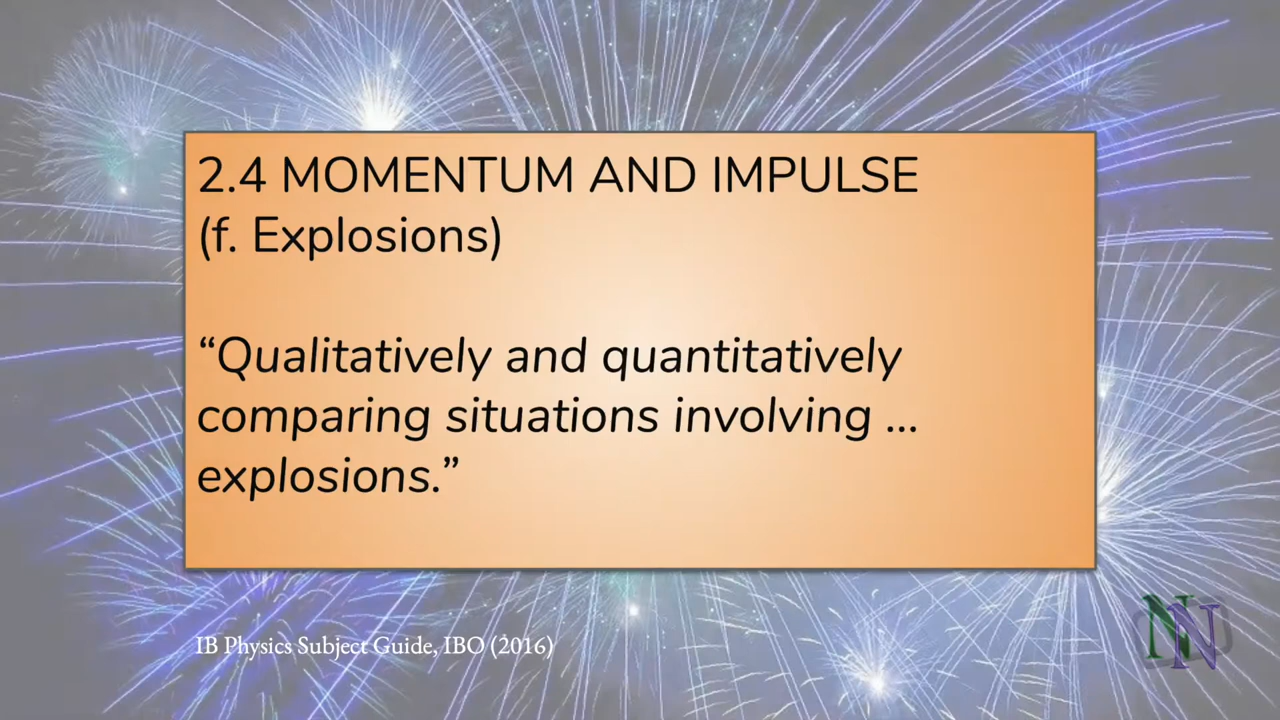 2.4 MOMENTUM AND IMPULSE
(f. Explosions)
“Qualitatively and quantitatively
comparing situations involving ...
explosions.”
IB Physics Subject Guide, IBO (2016)
NN